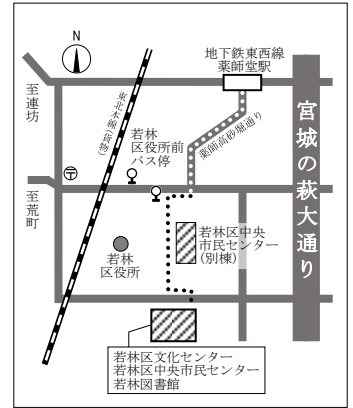 N
地下鉄東西線
薬師堂駅
至連坊
東北本線(貨物)
宮城の萩大通り
若林
区役所前
バス停
薬師高砂堀通り
〒
至荒町
若林区中央
市民センター
(別棟)
若林
区役所
若林区文化センター
若林区中央市民センター
若林図書館